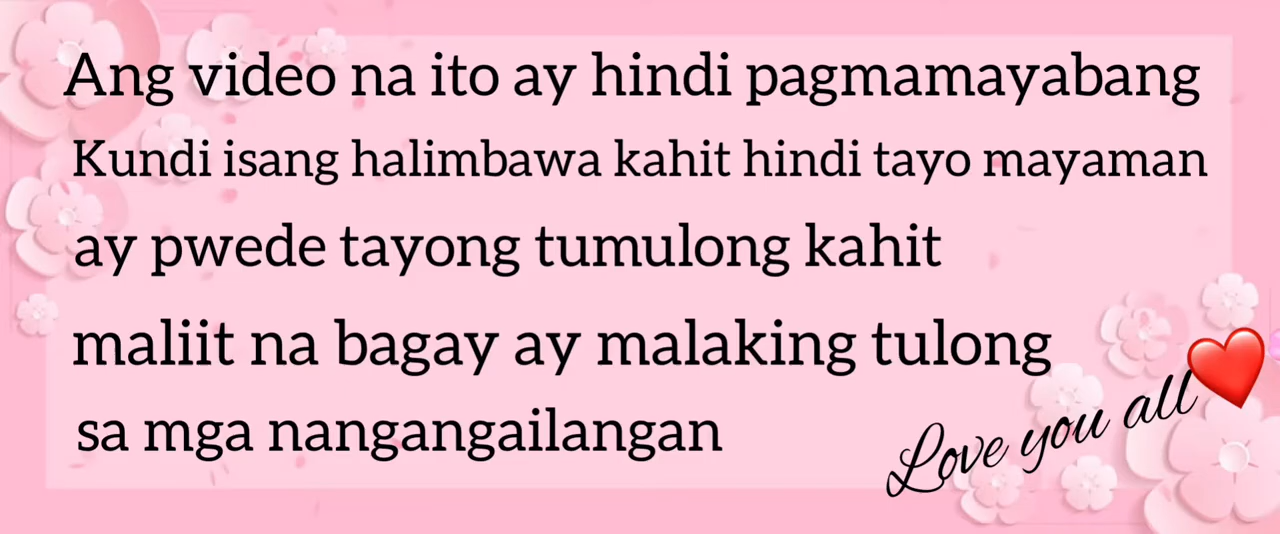 Ang video na ito ay hindi pagmamayabang
Kundi isang halimbawa kahit hindi tayo mayaman
ay pwede tayong tumulong kahit
maliit na bagay ay malaking tulong
sa mga nangangailangan
Love you all❤️